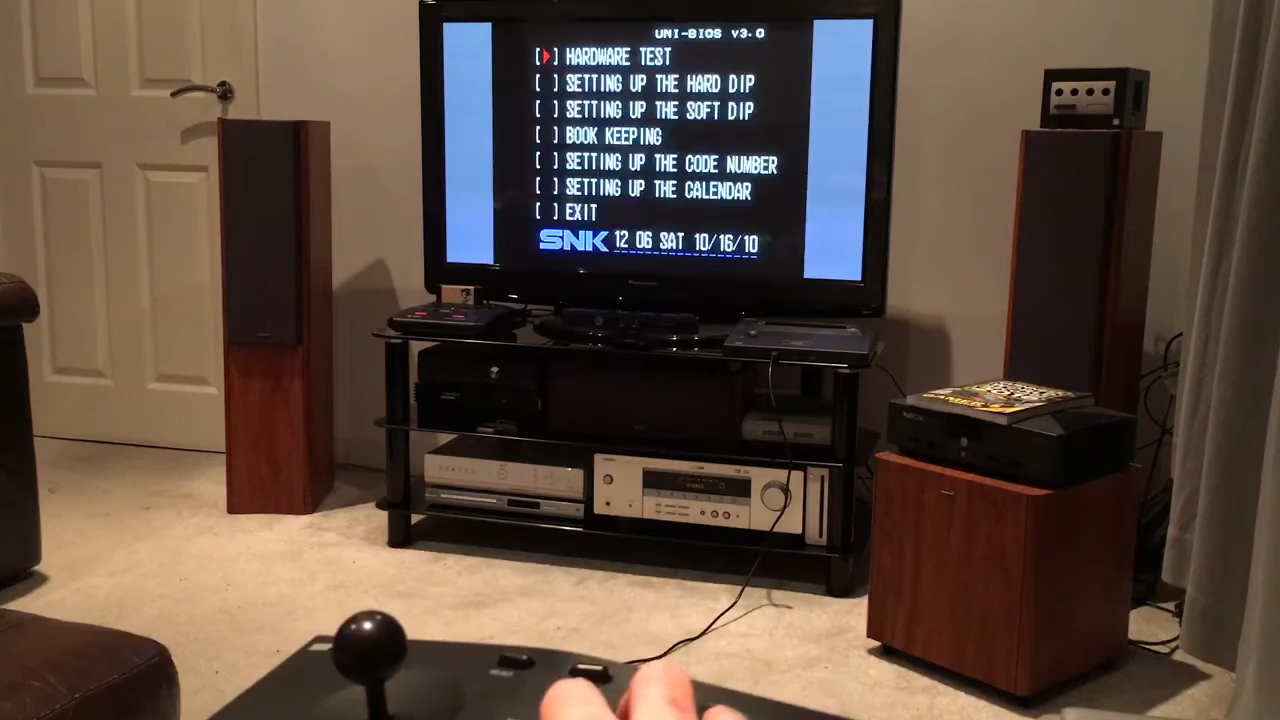 UNI-BIOS v3.0
[▶] HARDWARE TEST
[ ] SETTING UP THE HARD DIP
[ ] SETTING UP THE SOFT DIP
[ ] BOOK KEEPING
[ ] SETTING UP THE CODE NUMBER
[ ] SETTING UP THE CALENDAR
[ ] EXIT
SNK 12 06 SAT 10/16/10
Panasonic